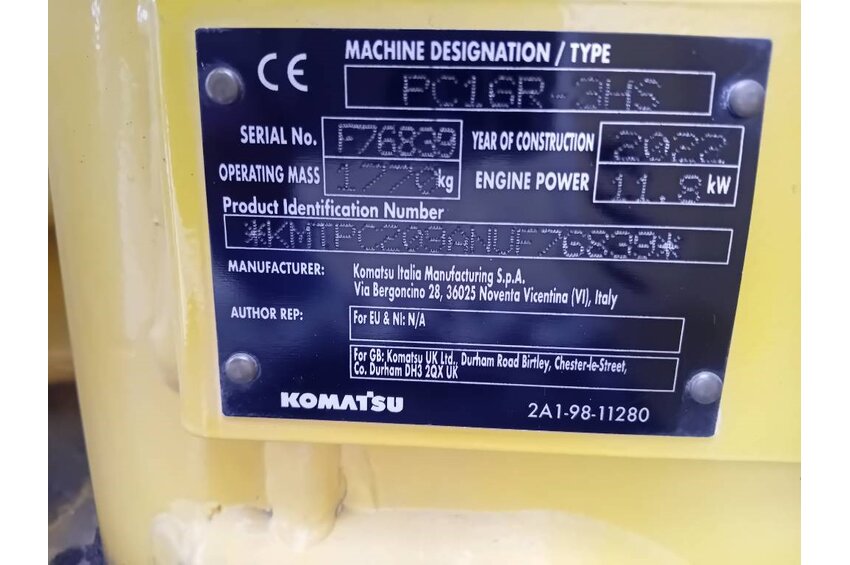 CE
MACHINE DESIGNATION / TYPE
PC16R-3HS
SERIAL No. F76839
YEAR OF CONSTRUCTION 2022
OPERATING MASS 1770 kg
ENGINE POWER 11.8 kW
Product Identification Number
*KMTPC209ANUF76839*
MANUFACTURER: Komatsu Italia Manufacturing S.p.A.
Via Bergoncino 28, 36025 Noventa Vicentina (VI), Italy
AUTHOR REP: For EU & NI: N/A
For GB: Komatsu UK Ltd., Durham Road Birtley, Chester-le-Street,
Co. Durham DH3 2QX UK
KOMATSU
2A1-98-11280